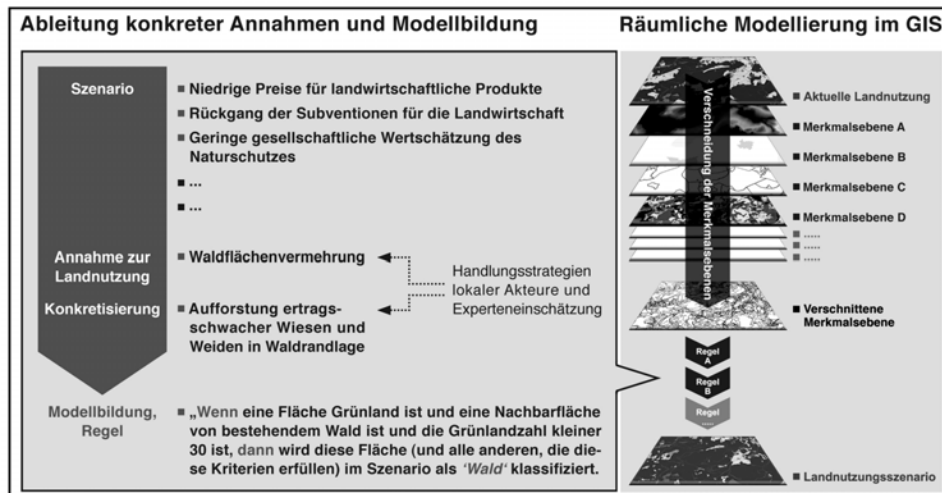 Ableitung konkreter Annahmen und Modellbildung
Szenario
■ Niedrige Preise für landwirtschaftliche Produkte
■ Rückgang der Subventionen für die Landwirtschaft
■ Geringe gesellschaftliche Wertschätzung des
Naturschutzes
■ ...
■ ...
Annahme zur
Landnutzung
■ Waldflächenvermehrung
Konkretisierung
■ Aufforstung ertrags-
schwacher Wiesen und
Weiden in Waldrandlage
Handlungsstrategien
lokaler Akteure und
Experteneinschätzung
Modellbildung,
Regel
■ „Wenn eine Fläche Grünland ist und eine Nachbarfläche
von bestehendem Wald ist und die Grünlandzahl kleiner
30 ist, dann wird diese Fläche (und alle anderen, die die-
se Kriterien erfüllen) im Szenario als ‘Wald‘ klassifiziert.
Räumliche Modellierung im GIS
Verschneidung der Merkmalsebenen
■ Aktuelle Landnutzung
■ Merkmalsebene A
■ Merkmalsebene B
■ Merkmalsebene C
■ Merkmalsebene D
■ .....
■ .....
■ .....
■ Verschnittene
Merkmalsebene
Regel
A
Regel
B
Regel
.....
■ Landnutzungsszenario